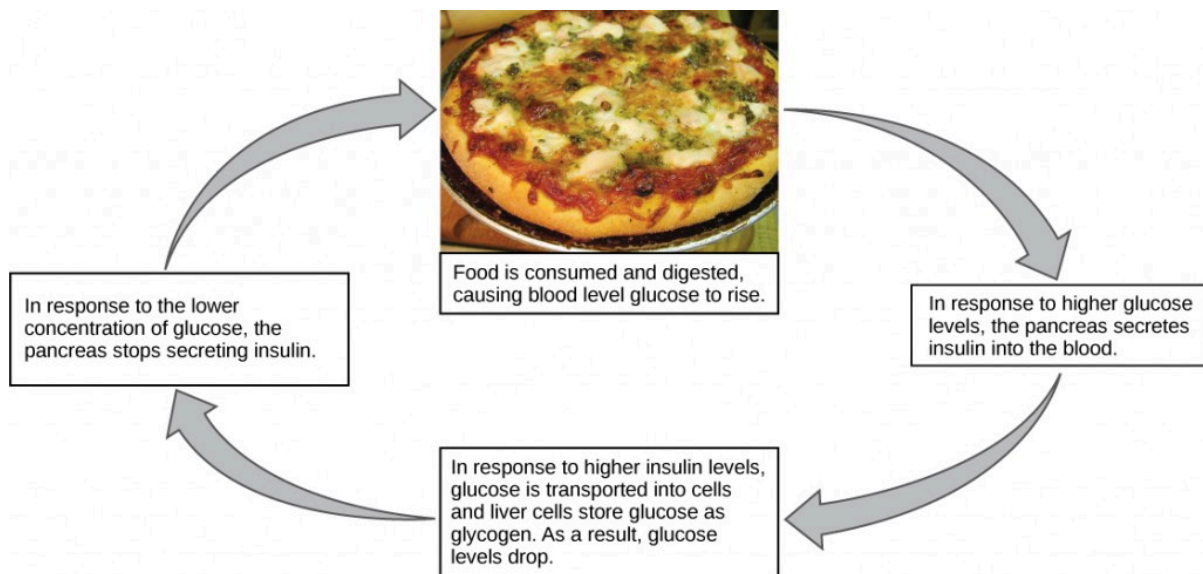 Food is consumed and digested,
causing blood level glucose to rise.
In response to higher glucose
levels, the pancreas secretes
insulin into the blood.
In response to higher insulin levels,
glucose is transported into cells
and liver cells store glucose as
glycogen. As a result, glucose
levels drop.
In response to the lower
concentration of glucose, the
pancreas stops secreting insulin.